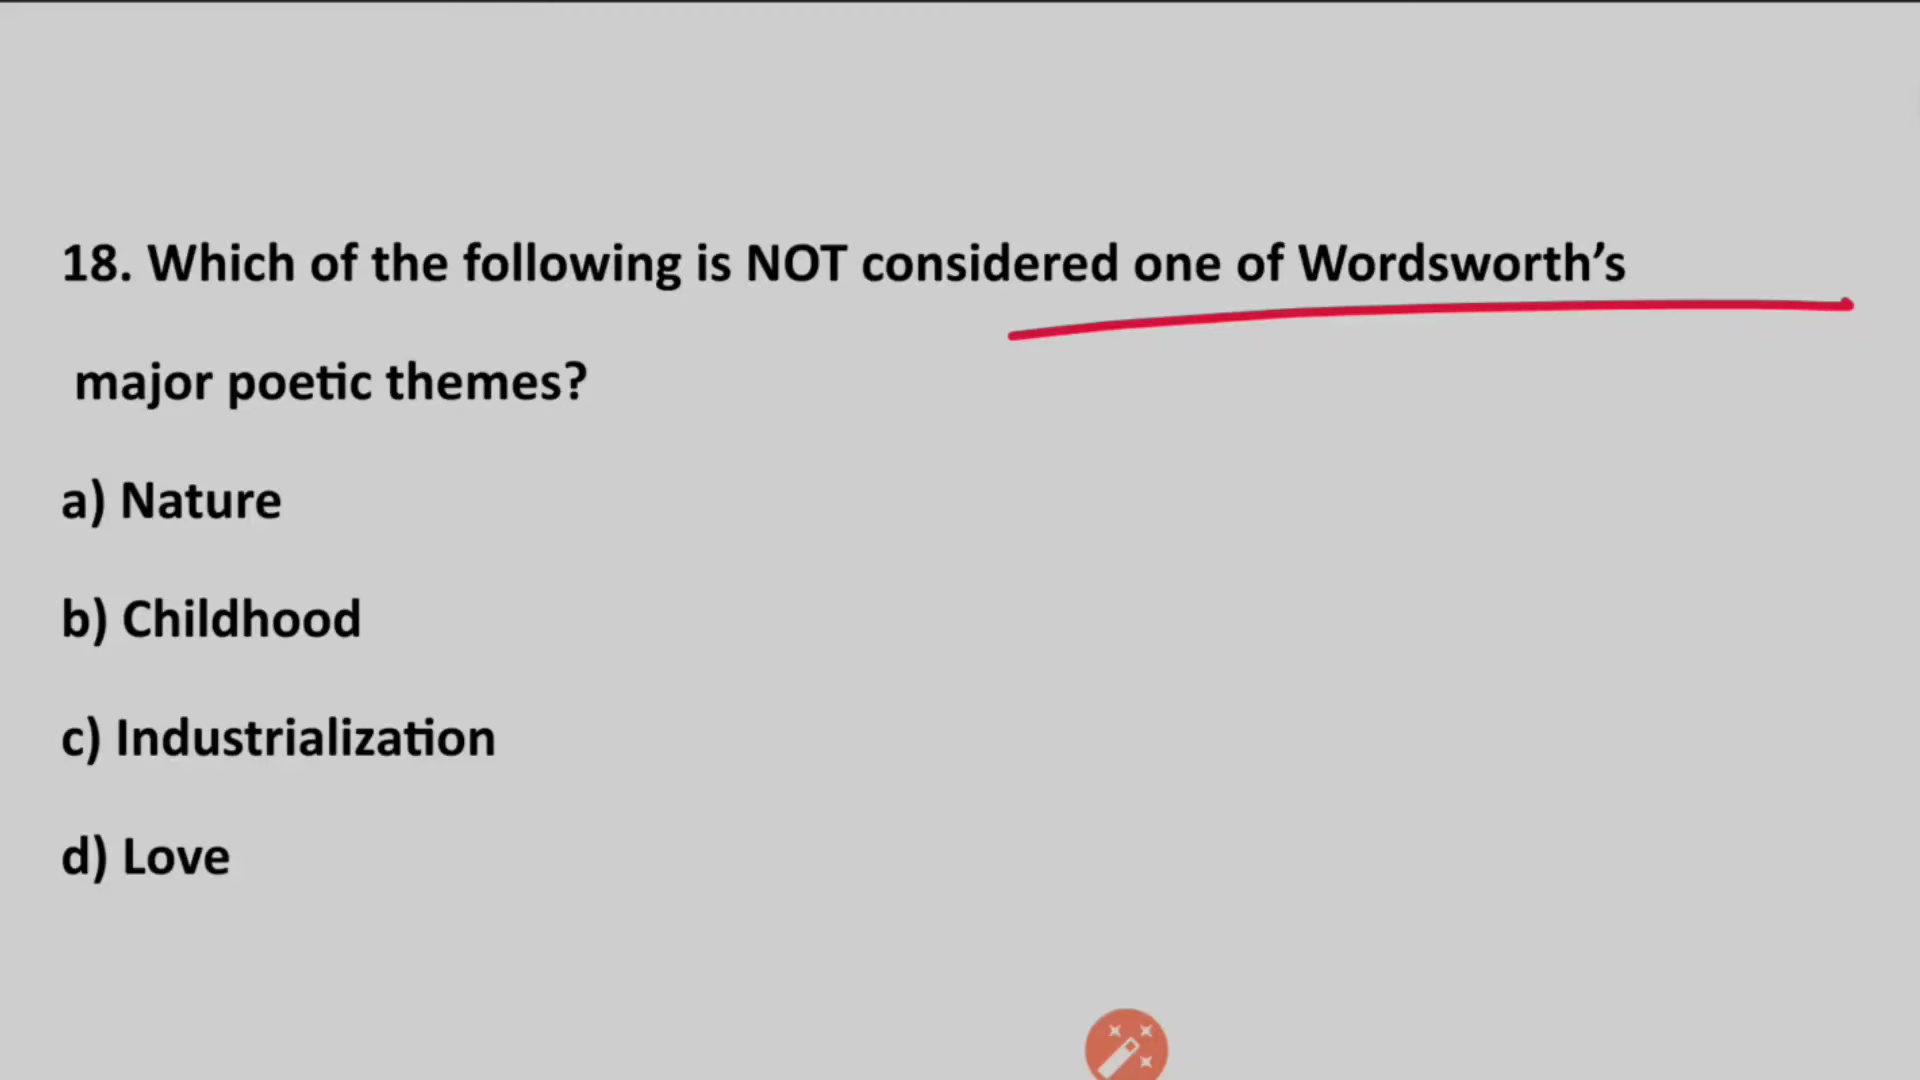 18. Which of the following is NOT considered one of Wordsworth’s
major poetic themes?
a) Nature
b) Childhood
c) Industrialization
d) Love